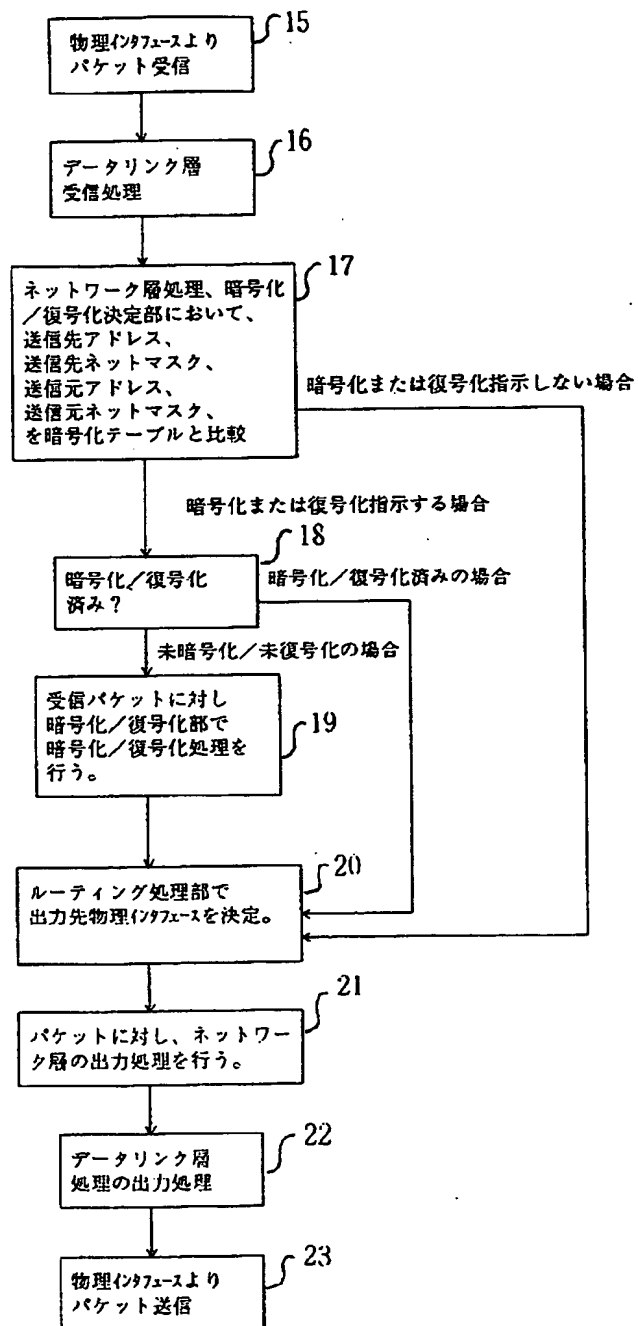 15
物理インタフェースより
パケット受信
16
データリンク層
受信処理
17
ネットワーク層処理、暗号化
／復号化決定部において、
送信先アドレス、
送信先ネットマスク、
送信元アドレス、
送信元ネットマスク、
を暗号化テーブルと比較
暗号化または復号化指示しない場合
暗号化または復号化指示する場合
18
暗号化／復号化
済み？
暗号化／復号化済みの場合
未暗号化／未復号化の場合
19
受信パケットに対し
暗号化／復号化部で
暗号化／復号化処理を
行う。
20
ルーティング処理部で
出力先物理インタフェースを決定。
21
パケットに対し、ネットワー
ク層の出力処理を行う。
22
データリンク層
処理の出力処理
23
物理インタフェースより
パケット送信